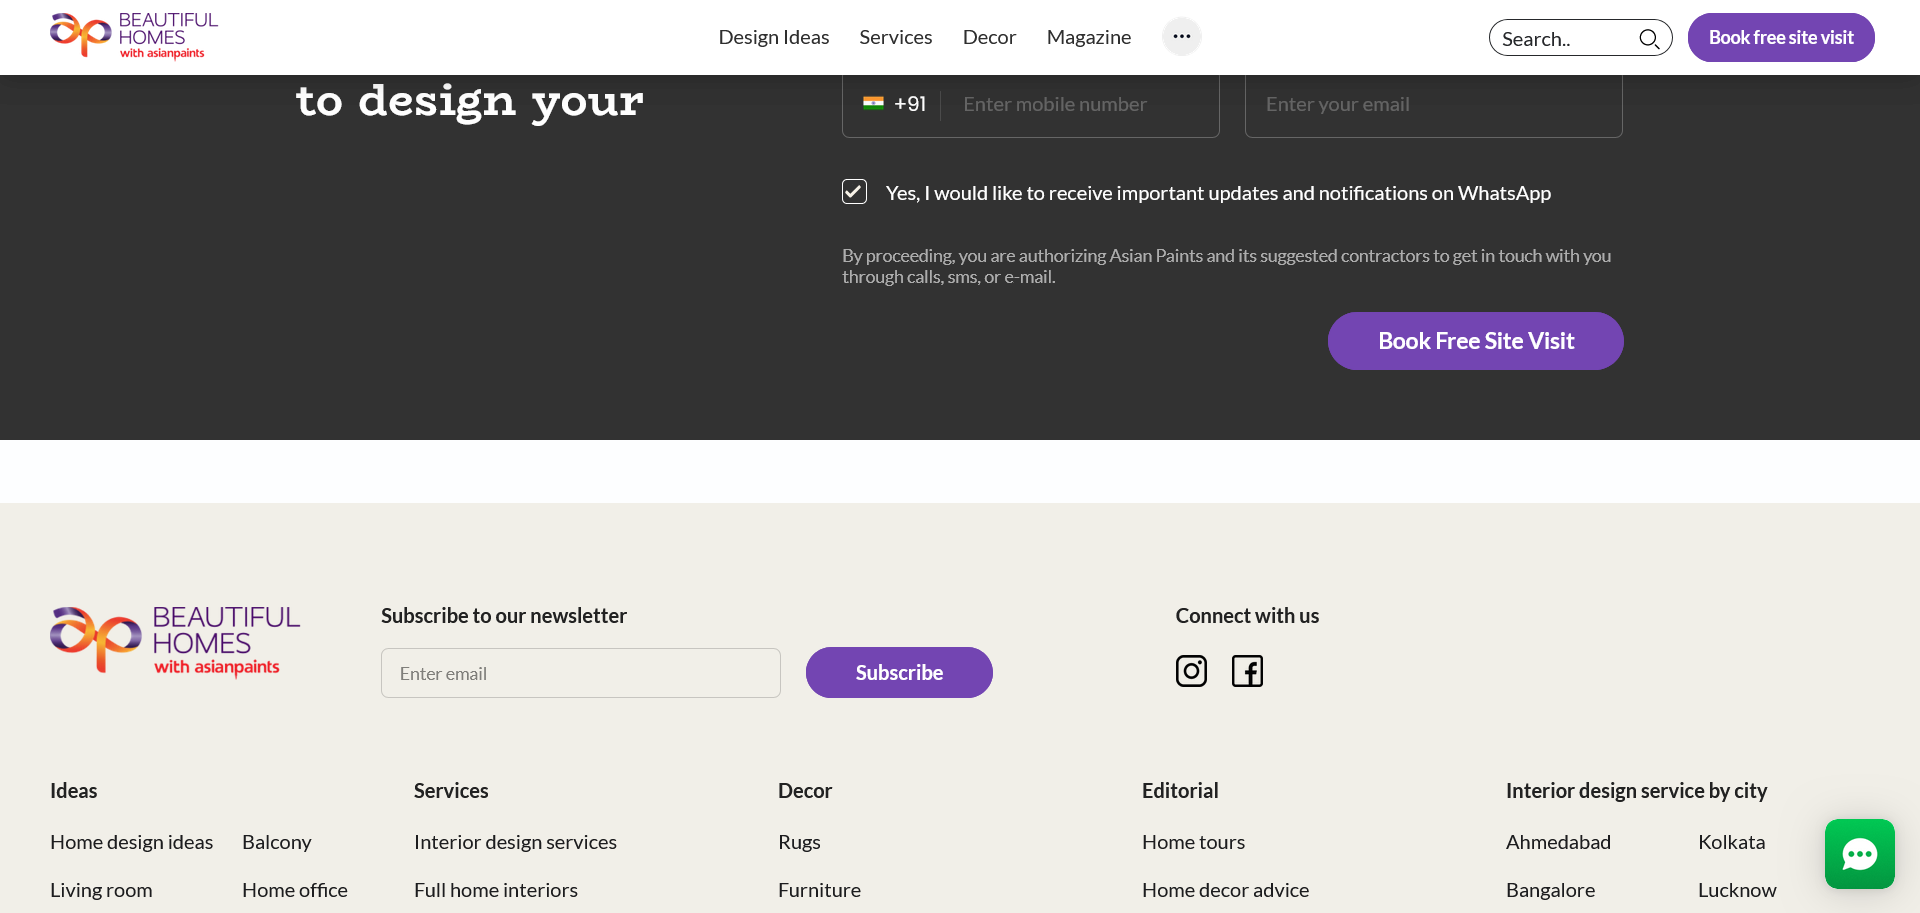 BEAUTIFUL
HOMES
with asianpaints
Design Ideas
Services
Decor
Magazine
Search..
Book free site visit
to design your
+91
Enter mobile number
Enter your email
Yes, I would like to receive important updates and notifications on WhatsApp
By proceeding, you are authorizing Asian Paints and its suggested contractors to get in touch with you
through calls, sms, or e-mail.
Book Free Site Visit
BEAUTIFUL
HOMES
with asianpaints
Subscribe to our newsletter
Enter email
Subscribe
Connect with us
Ideas
Home design ideas
Balcony
Living room
Home office
Services
Interior design services
Full home interiors
Decor
Rugs
Furniture
Editorial
Home tours
Home decor advice
Interior design service by city
Ahmedabad
Kolkata
Bangalore
Lucknow